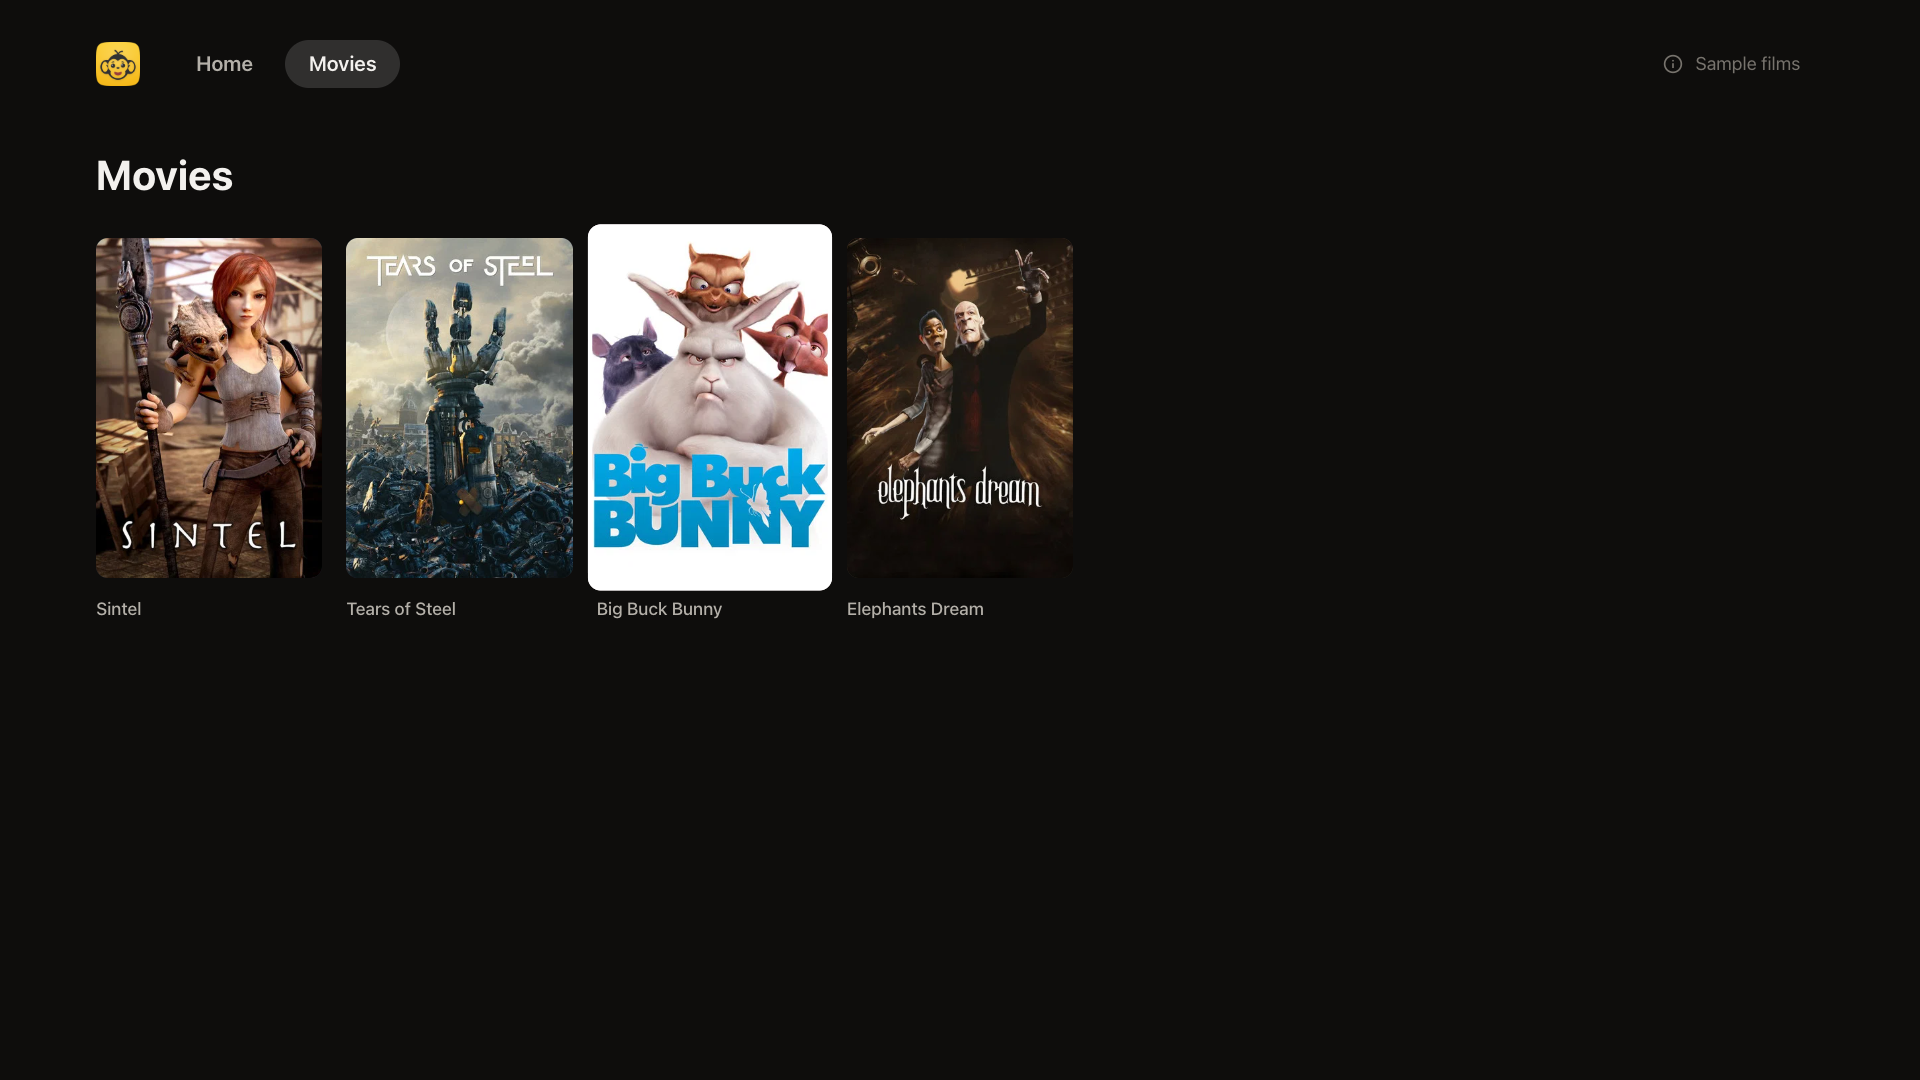 Home
Movies
Sample films
Movies
SINTEL
TEARS OF STEEL
Big Buck
BUNNY
elephants dream
Sintel
Tears of Steel
Big Buck Bunny
Elephants Dream